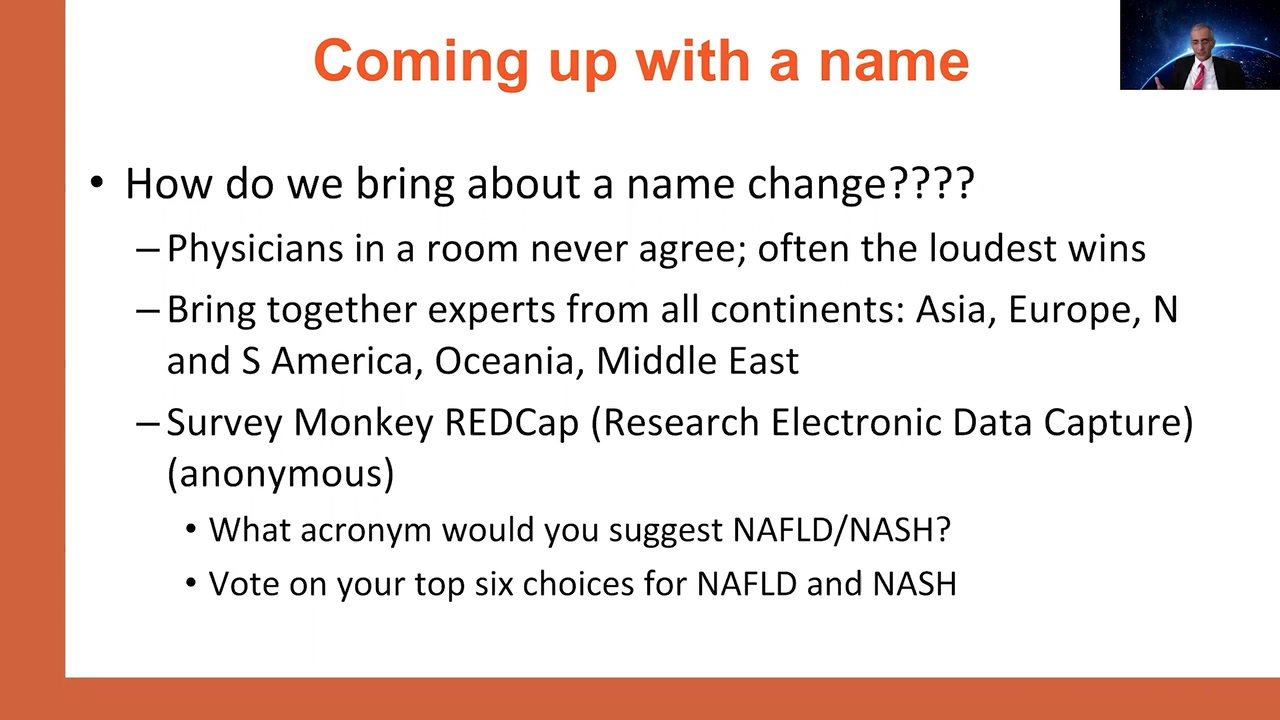 Coming up with a name
• How do we bring about a name change????
– Physicians in a room never agree; often the loudest wins
– Bring together experts from all continents: Asia, Europe, N
and S America, Oceania, Middle East
– Survey Monkey REDCap (Research Electronic Data Capture)
(anonymous)
• What acronym would you suggest NAFLD/NASH?
• Vote on your top six choices for NAFLD and NASH